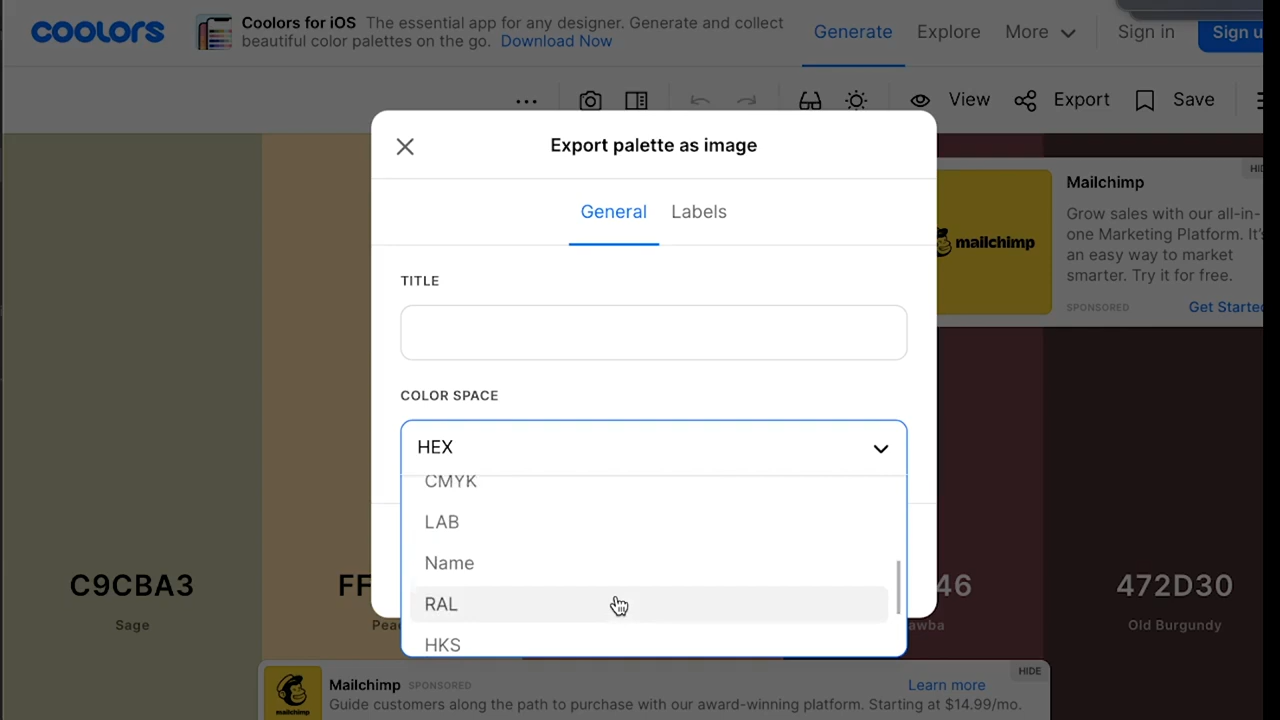 coolors
Coolors for iOS The essential app for any designer. Generate and collect
beautiful color palettes on the go. Download Now
Generate Explore More Sign in Sign u
View Export Save
Export palette as image
General Labels
TITLE
COLOR SPACE
HEX
CMYK
LAB
Name
RAL
HKS
HID
Mailchimp
Grow sales with our all-in-
one Marketing Platform. It's
an easy way to market
smarter. Try it for free.
SPONSORED Get Starte
mailchimp
C9CBA3
Sage
FF
Pea
46
awba
472D30
Old Burgundy
Mailchimp SPONSORED
Guide customers along the path to purchase with our award-winning platform. Starting at $14.99/mo.
Learn more
HIDE
mailchimp